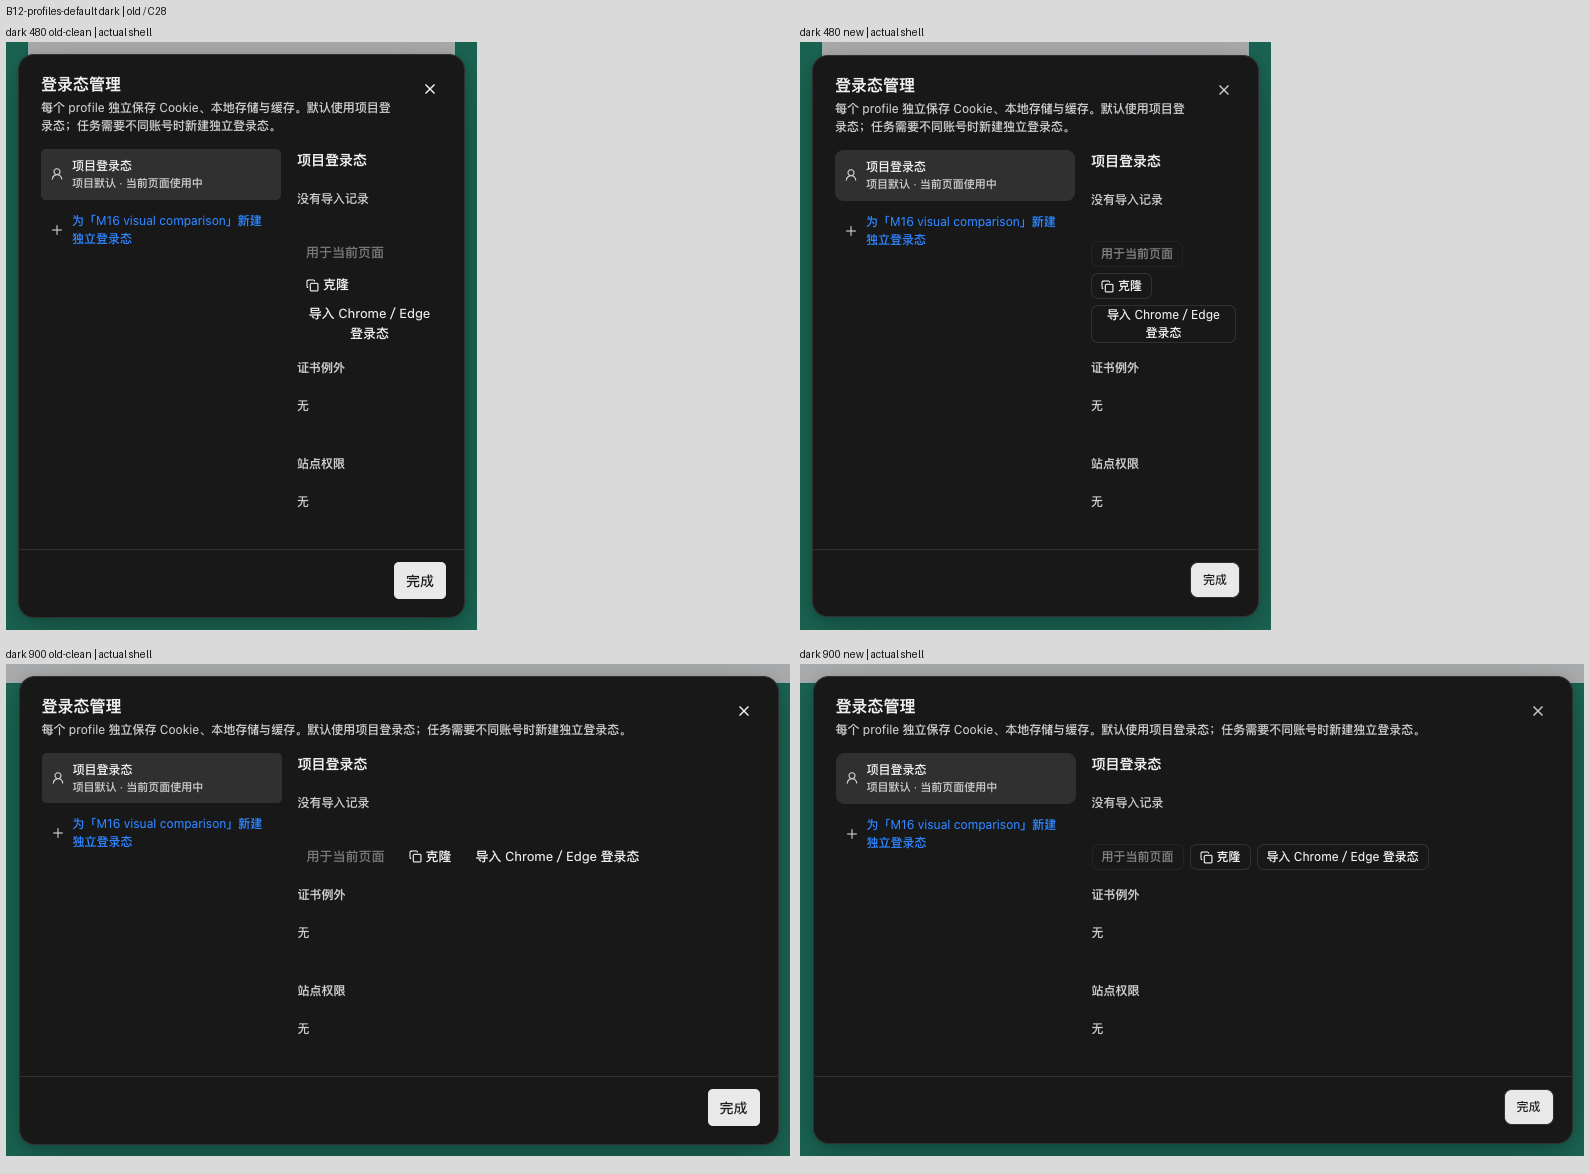 B12-profiles-default dark | old / C28
dark 480 old-clean | actual shell
登录态管理
每个 profile 独立保存 Cookie、本地存储与缓存。默认使用项目登
录态；任务需要不同账号时新建独立登录态。
项目登录态
项目默认 · 当前页面使用中
为「M16 visual comparison」新建
独立登录态
项目登录态
没有导入记录
用于当前页面
克隆
导入 Chrome / Edge
登录态
证书例外
无
站点权限
无
完成
dark 480 new | actual shell
登录态管理
每个 profile 独立保存 Cookie、本地存储与缓存。默认使用项目登
录态；任务需要不同账号时新建独立登录态。
项目登录态
项目默认 · 当前页面使用中
为「M16 visual comparison」新建
独立登录态
项目登录态
没有导入记录
用于当前页面
克隆
导入 Chrome / Edge
登录态
证书例外
无
站点权限
无
完成
dark 900 old-clean | actual shell
登录态管理
每个 profile 独立保存 Cookie、本地存储与缓存。默认使用项目登录态；任务需要不同账号时新建独立登录态。
项目登录态
项目默认 · 当前页面使用中
为「M16 visual comparison」新建
独立登录态
项目登录态
没有导入记录
用于当前页面
克隆
导入 Chrome / Edge 登录态
证书例外
无
站点权限
无
完成
dark 900 new | actual shell
登录态管理
每个 profile 独立保存 Cookie、本地存储与缓存。默认使用项目登录态；任务需要不同账号时新建独立登录态。
项目登录态
项目默认 · 当前页面使用中
为「M16 visual comparison」新建
独立登录态
项目登录态
没有导入记录
用于当前页面
克隆
导入 Chrome / Edge 登录态
证书例外
无
站点权限
无
完成